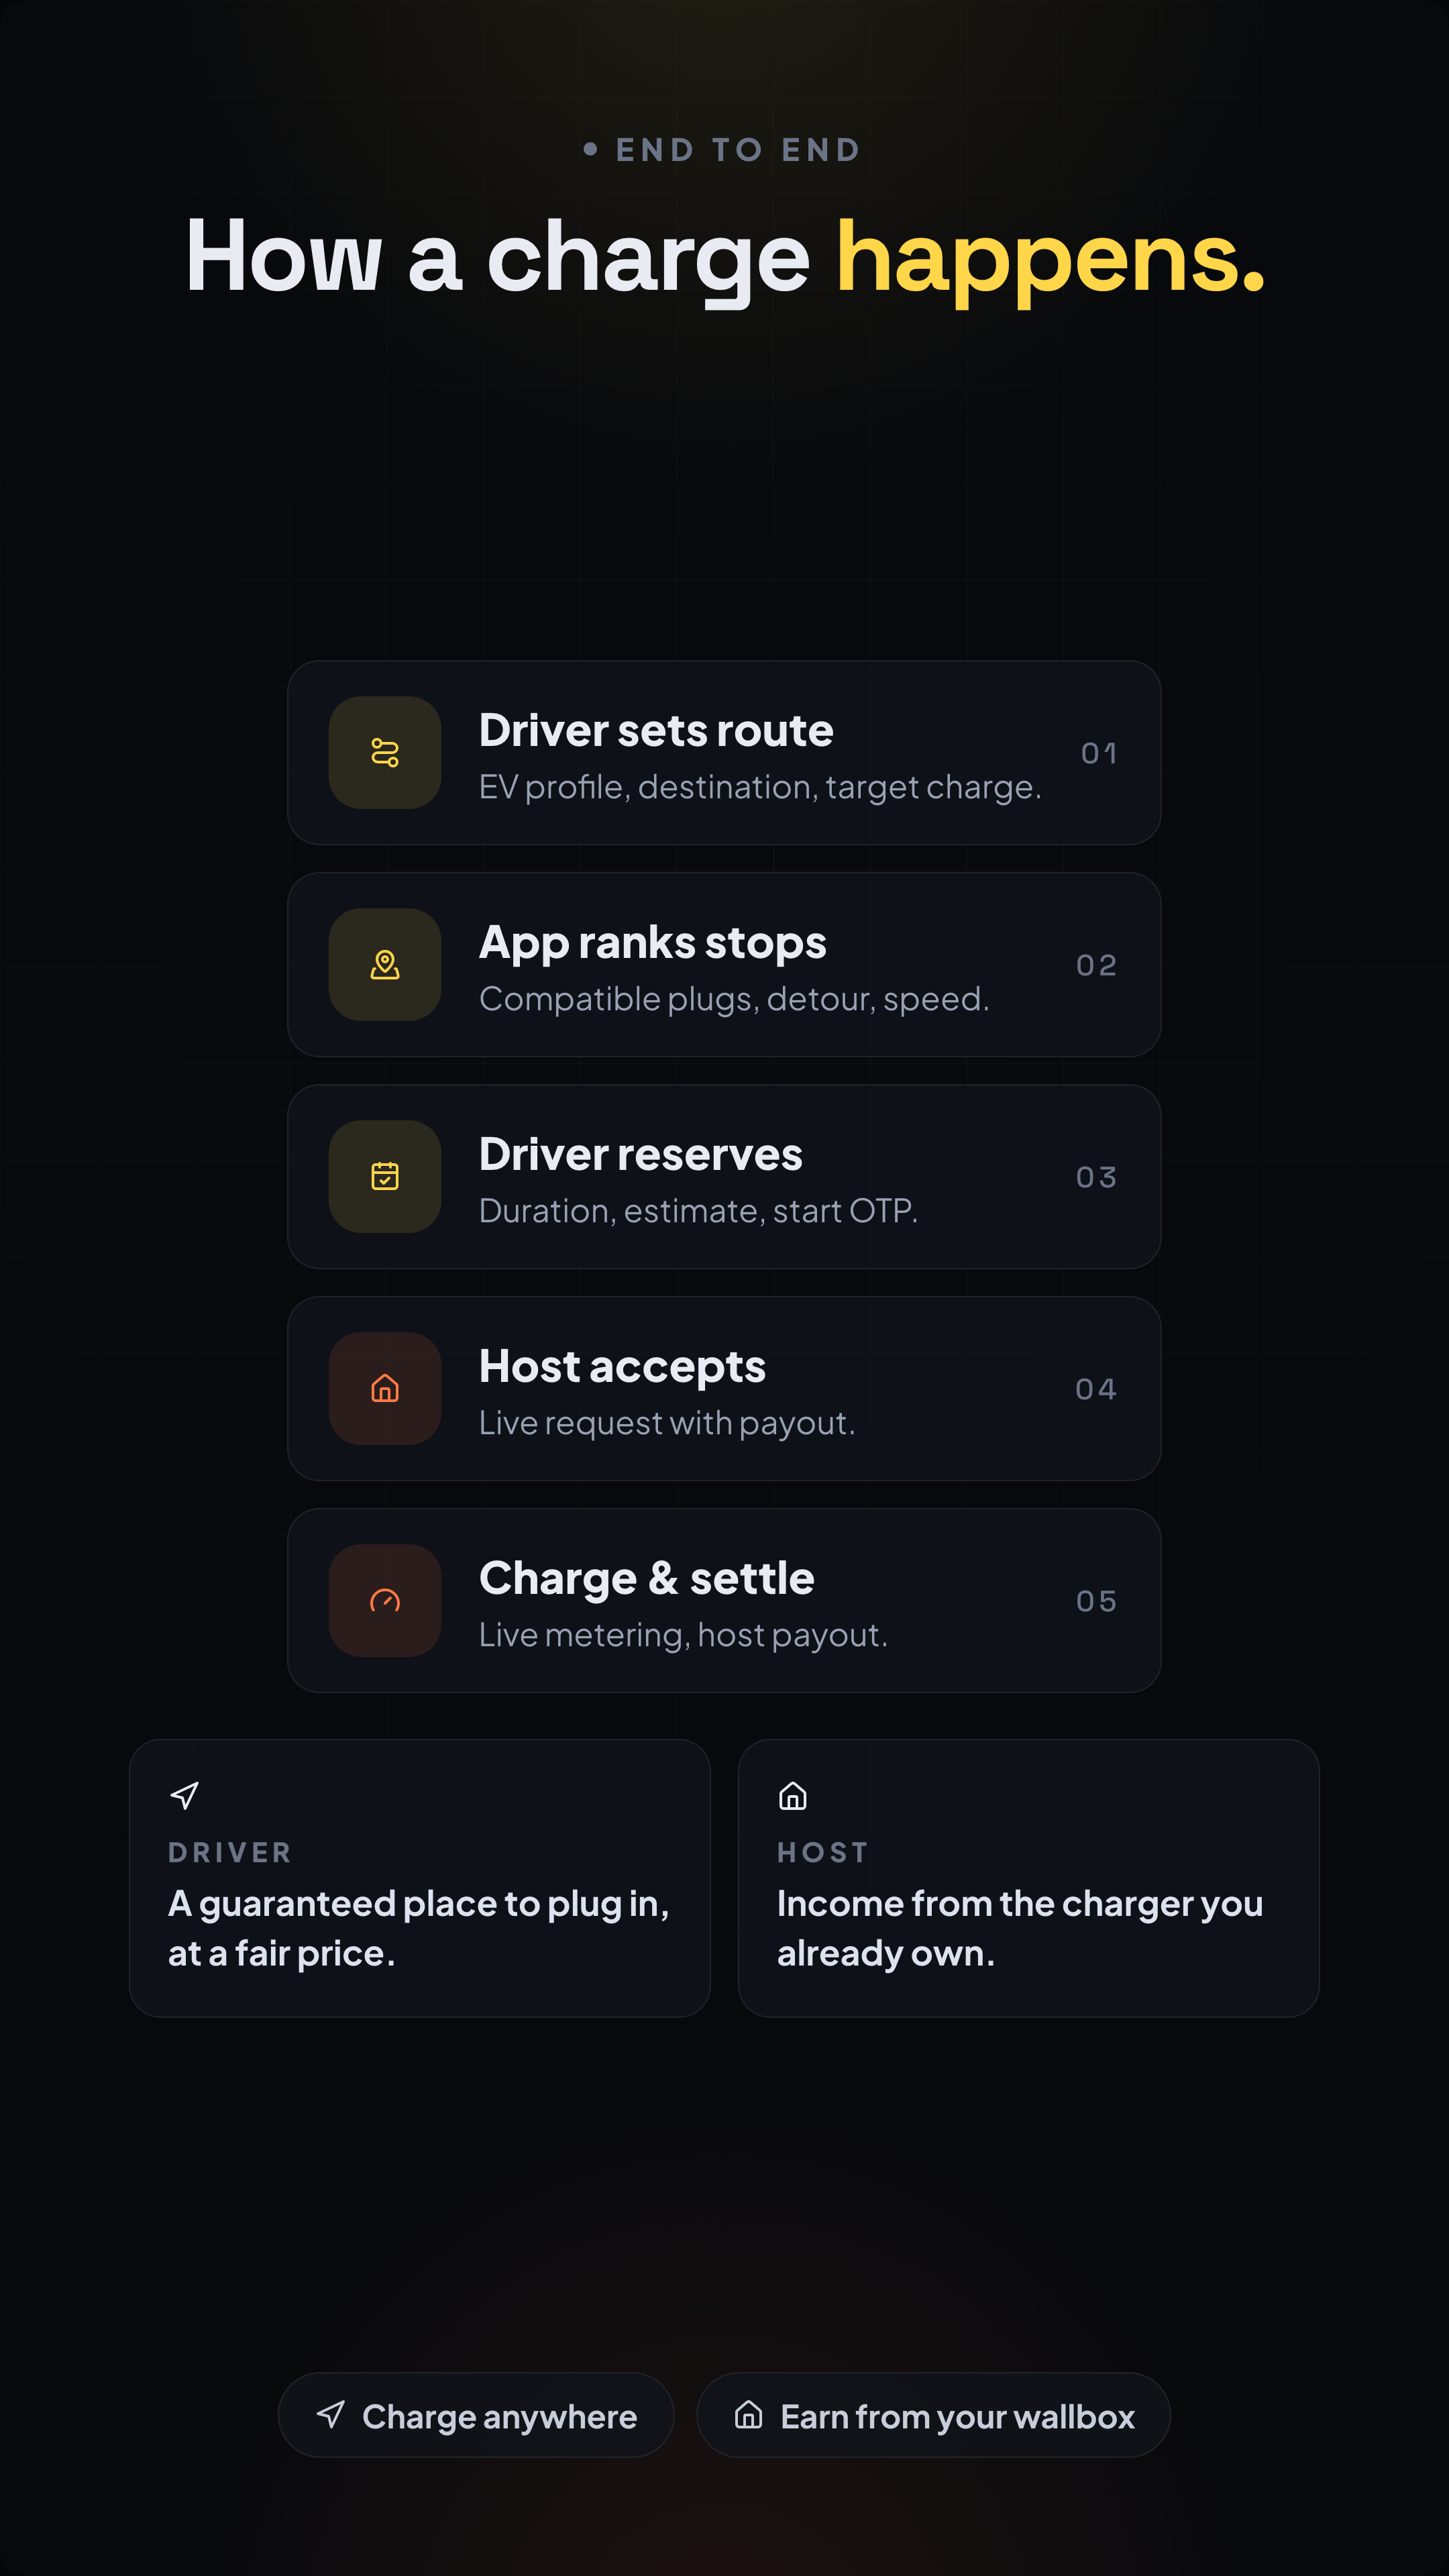 END TO END
How a charge happens.
Driver sets route
EV profile, destination, target charge.
01
App ranks stops
Compatible plugs, detour, speed.
02
Driver reserves
Duration, estimate, start OTP.
03
Host accepts
Live request with payout.
04
Charge & settle
Live metering, host payout.
05
DRIVER
A guaranteed place to plug in,
at a fair price.
HOST
Income from the charger you
already own.
Charge anywhere
Earn from your wallbox